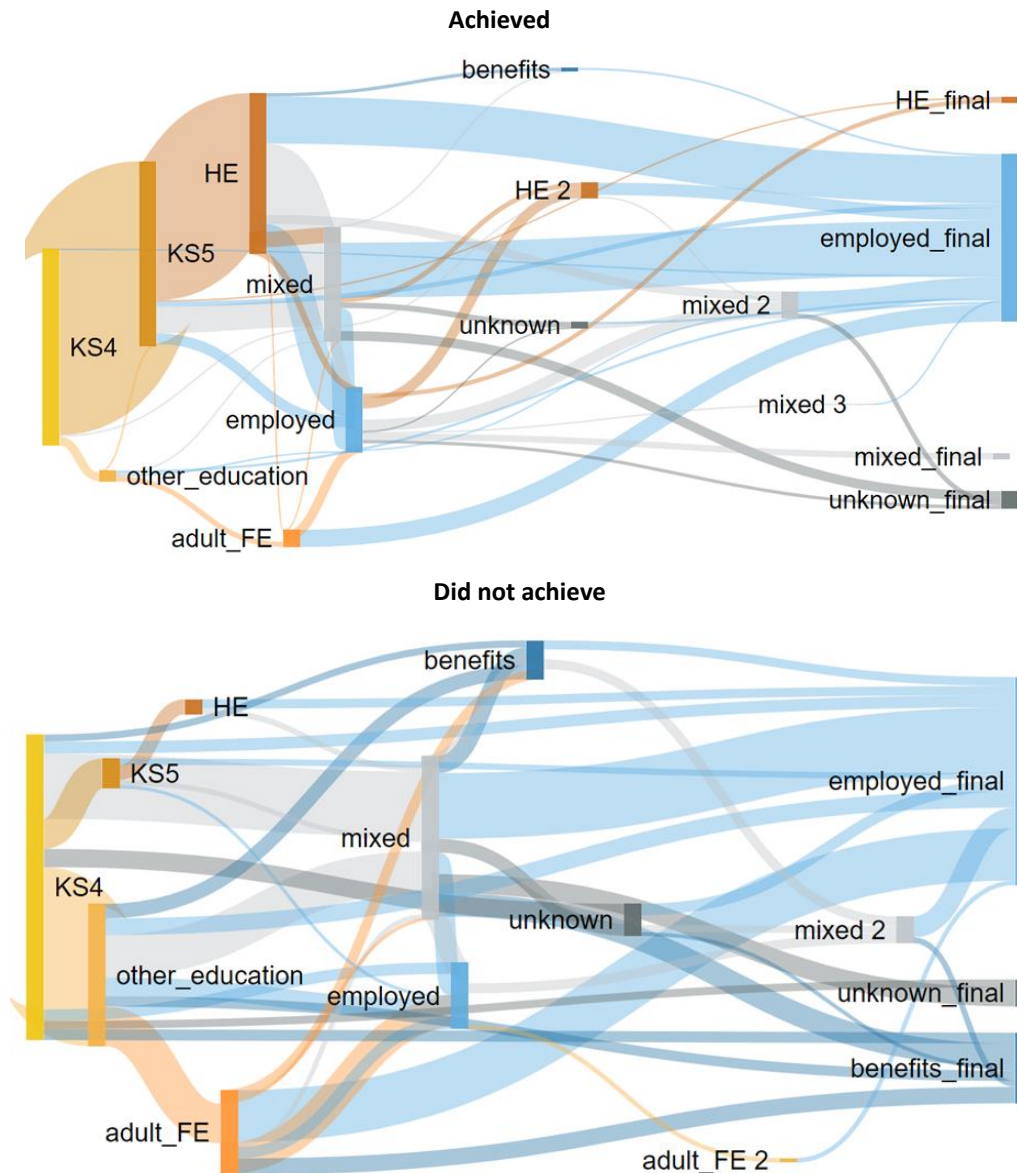 Achieved
benefits
HE_final
HE
HE 2
employed_final
KS5
mixed
mixed 2
unknown
KS4
mixed 3
employed
mixed_final
other_education
unknown_final
adult_FE
Did not achieve
benefits
HE
KS5
employed_final
mixed
KS4
unknown
mixed 2
other_education
employed
unknown_final
benefits_final
adult_FE
adult_FE 2